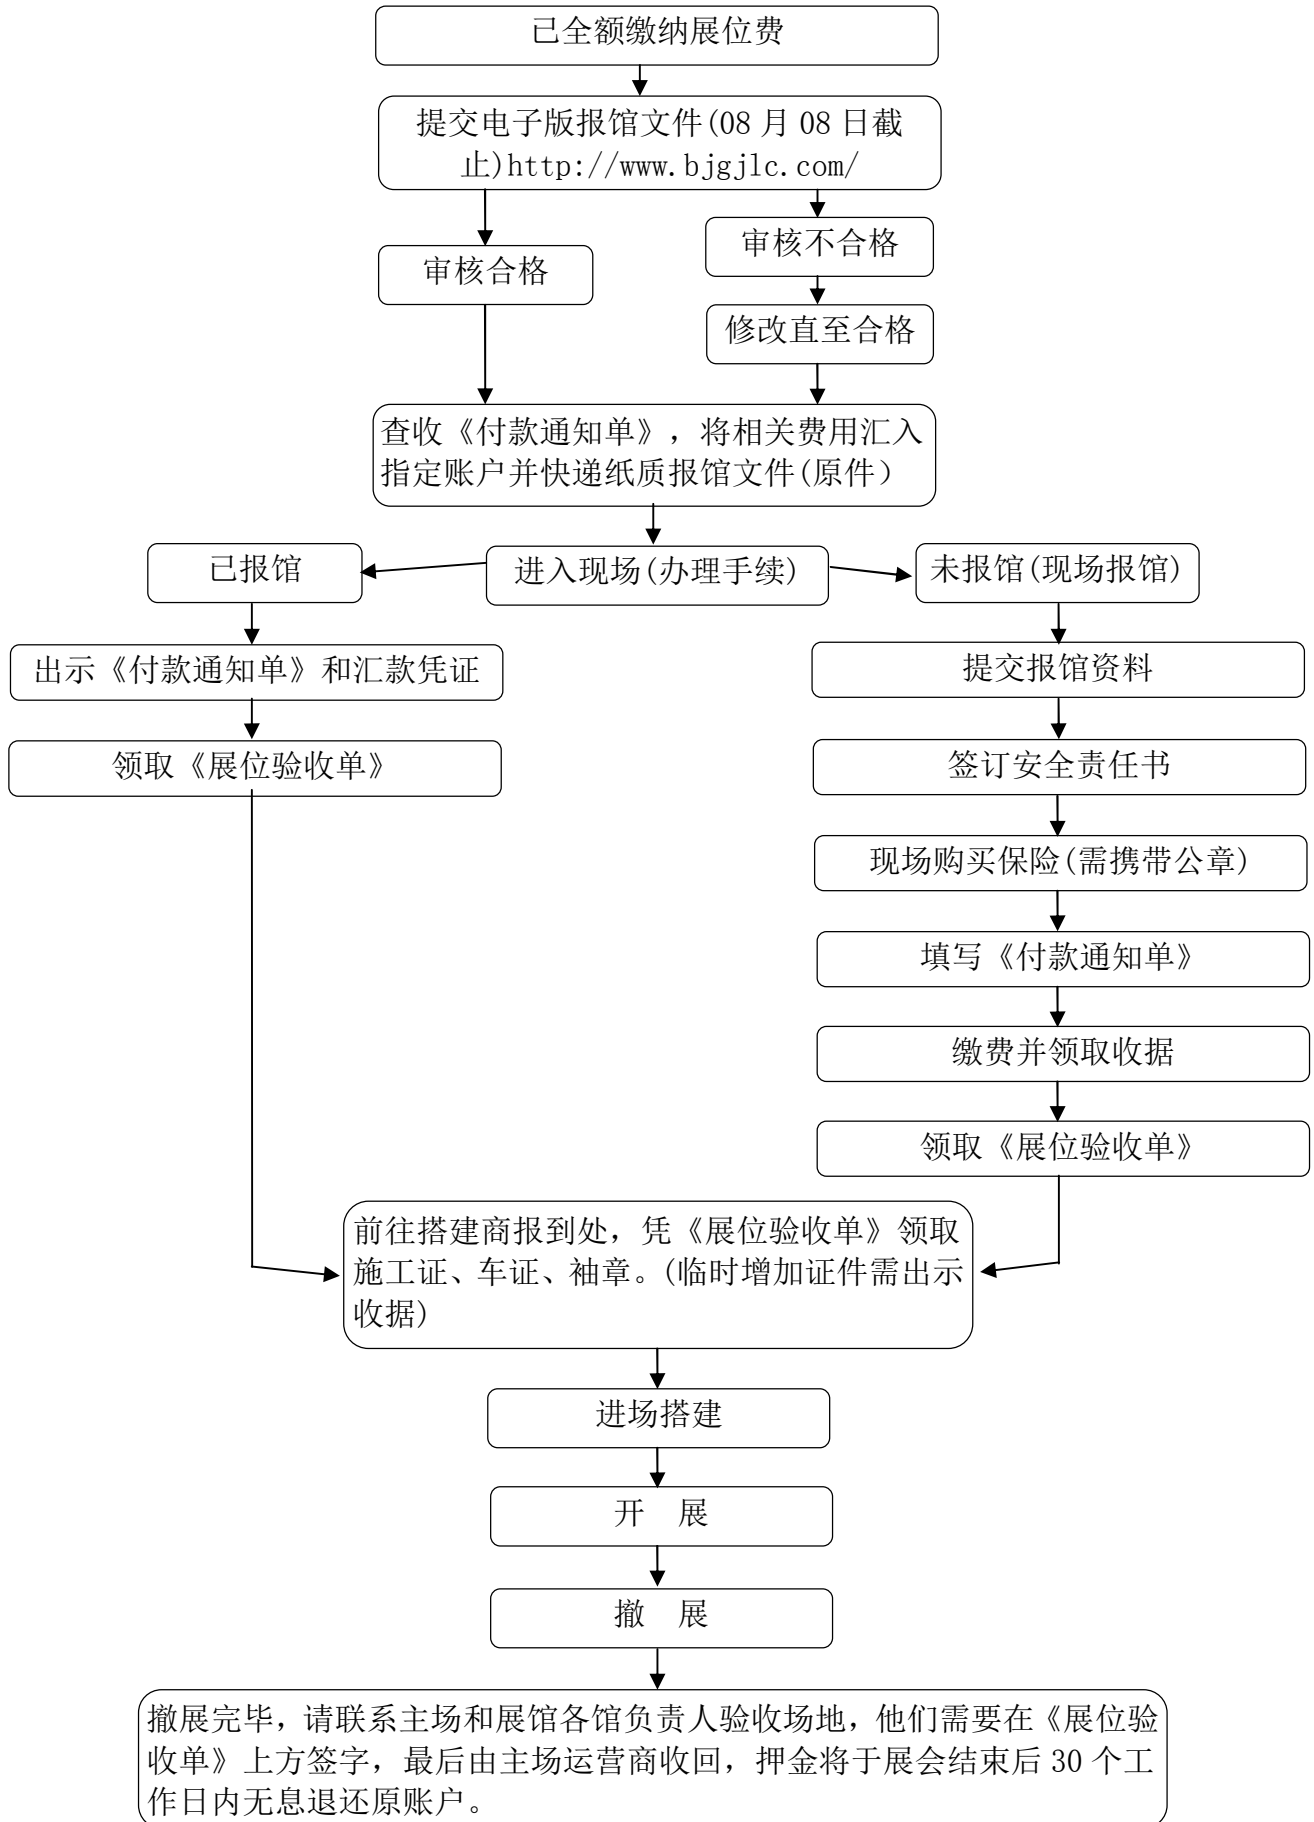 已全额缴纳展位费
提交电子版报馆文件(08 月 08 日截
止)http://www.bjgjlc.com/
审核合格
审核不合格
修改直至合格
查收《付款通知单》，将相关费用汇入
指定账户并快递纸质报馆文件(原件）
已报馆
进入现场(办理手续)
未报馆(现场报馆)
出示《付款通知单》和汇款凭证
领取《展位验收单》
提交报馆资料
签订安全责任书
现场购买保险(需携带公章)
填写《付款通知单》
缴费并领取收据
领取《展位验收单》
前往搭建商报到处，凭《展位验收单》领取
施工证、车证、袖章。(临时增加证件需出示
收据)
进场搭建
开　展
撤　展
撤展完毕，请联系主场和展馆各馆负责人验收场地，他们需要在《展位验
收单》上方签字，最后由主场运营商收回，押金将于展会结束后 30 个工
作日内无息退还原账户。